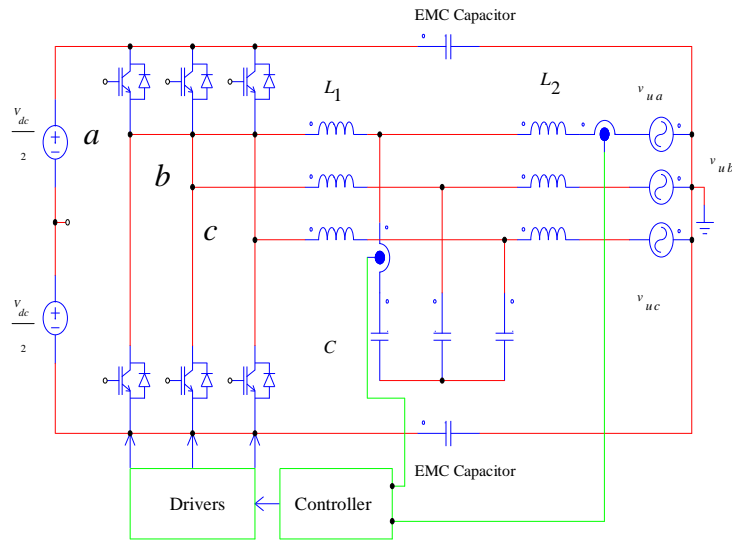 EMC Capacitor
L1
L2
vua
Vdc
2
a
b
vub
c
Vdc
2
vuc
C
EMC Capacitor
Drivers
Controller